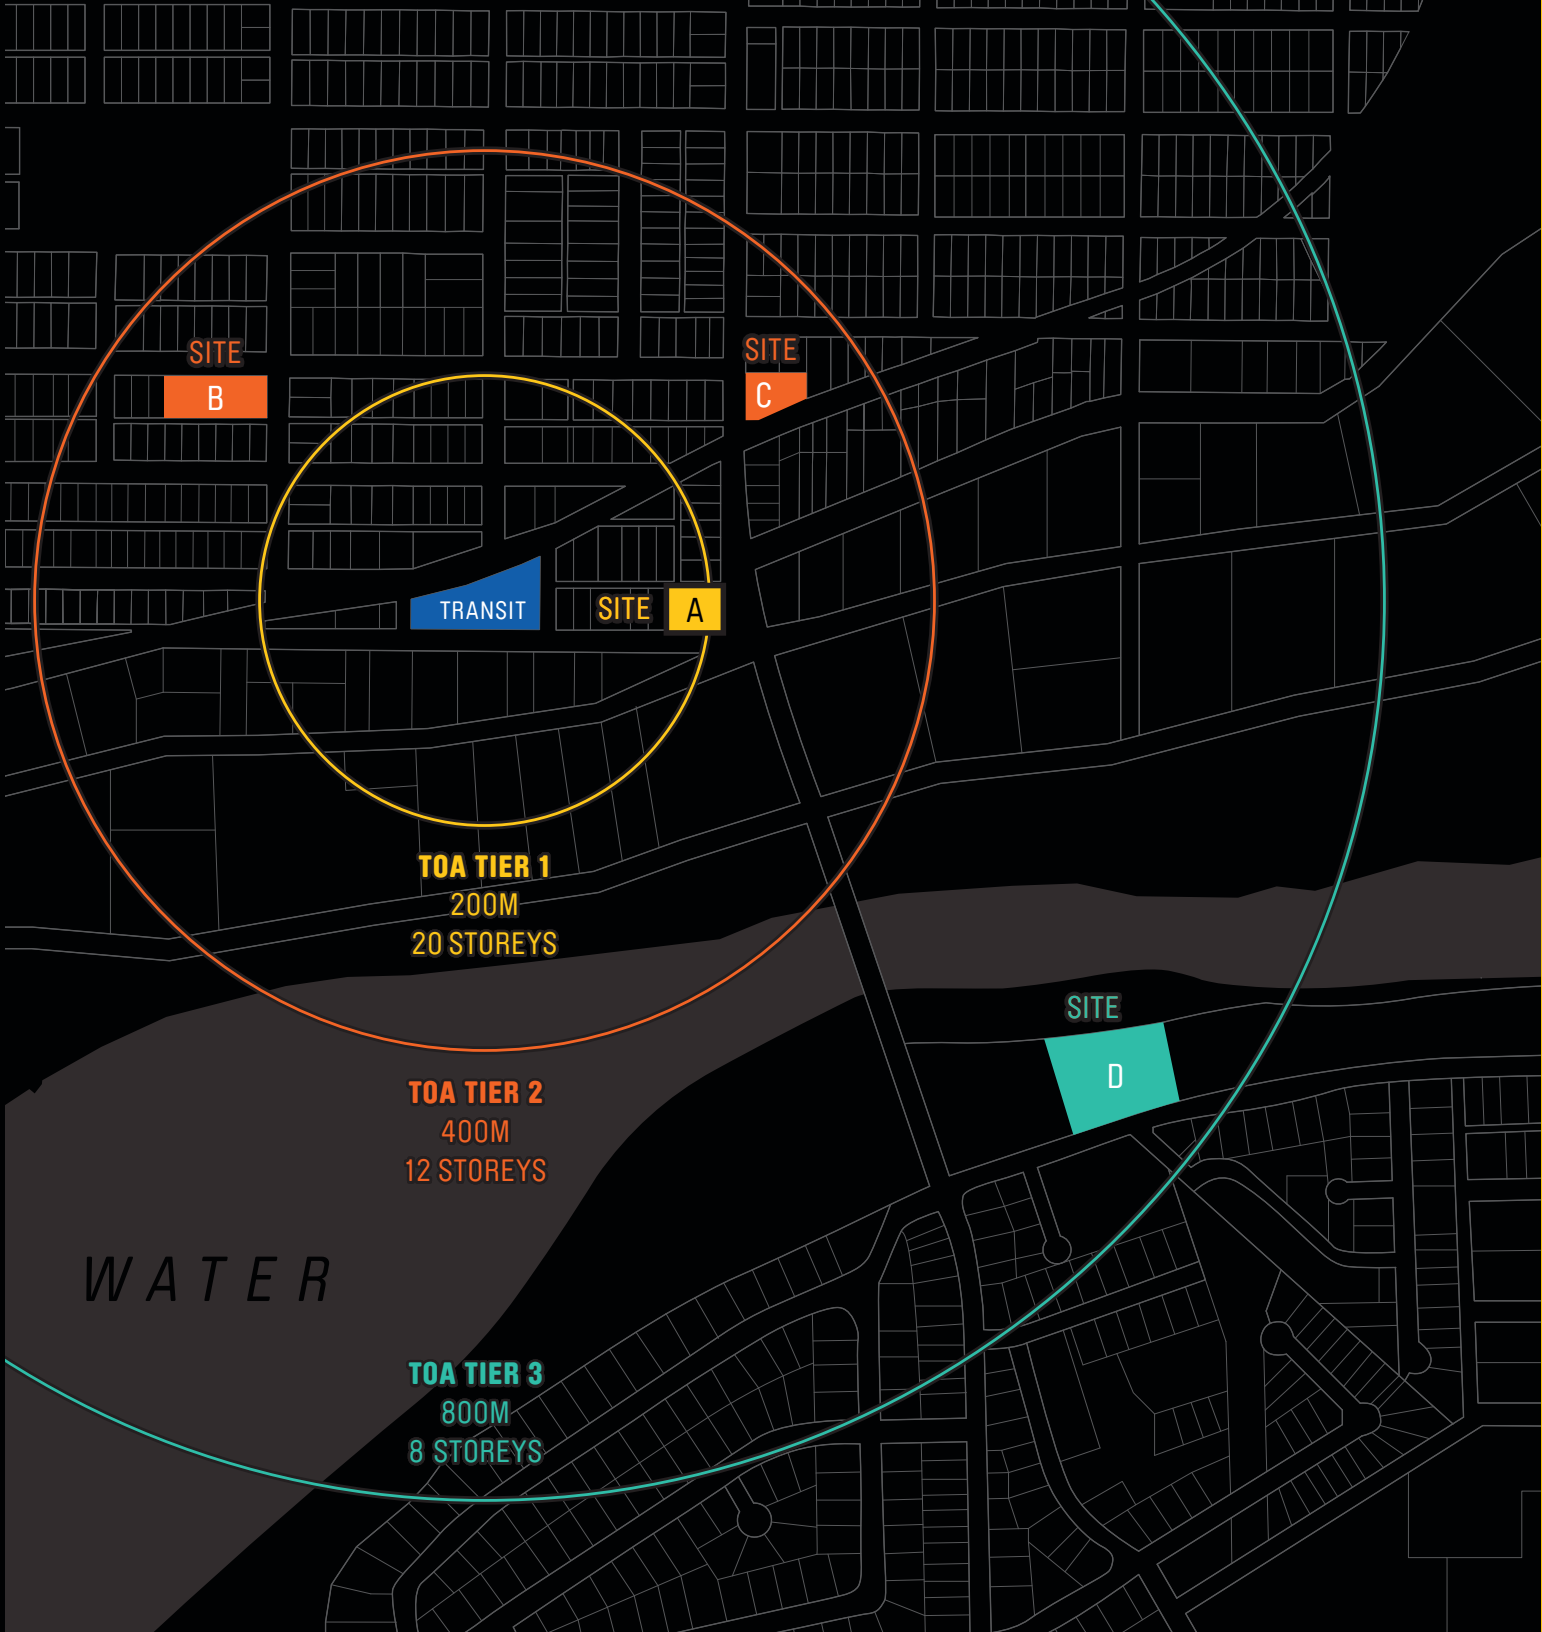 SITE
B
SITE
C
TRANSIT
SITE
A
TOA TIER 1
200M
20 STOREYS
SITE
D
TOA TIER 2
400M
12 STOREYS
WATER
TOA TIER 3
800M
8 STOREYS